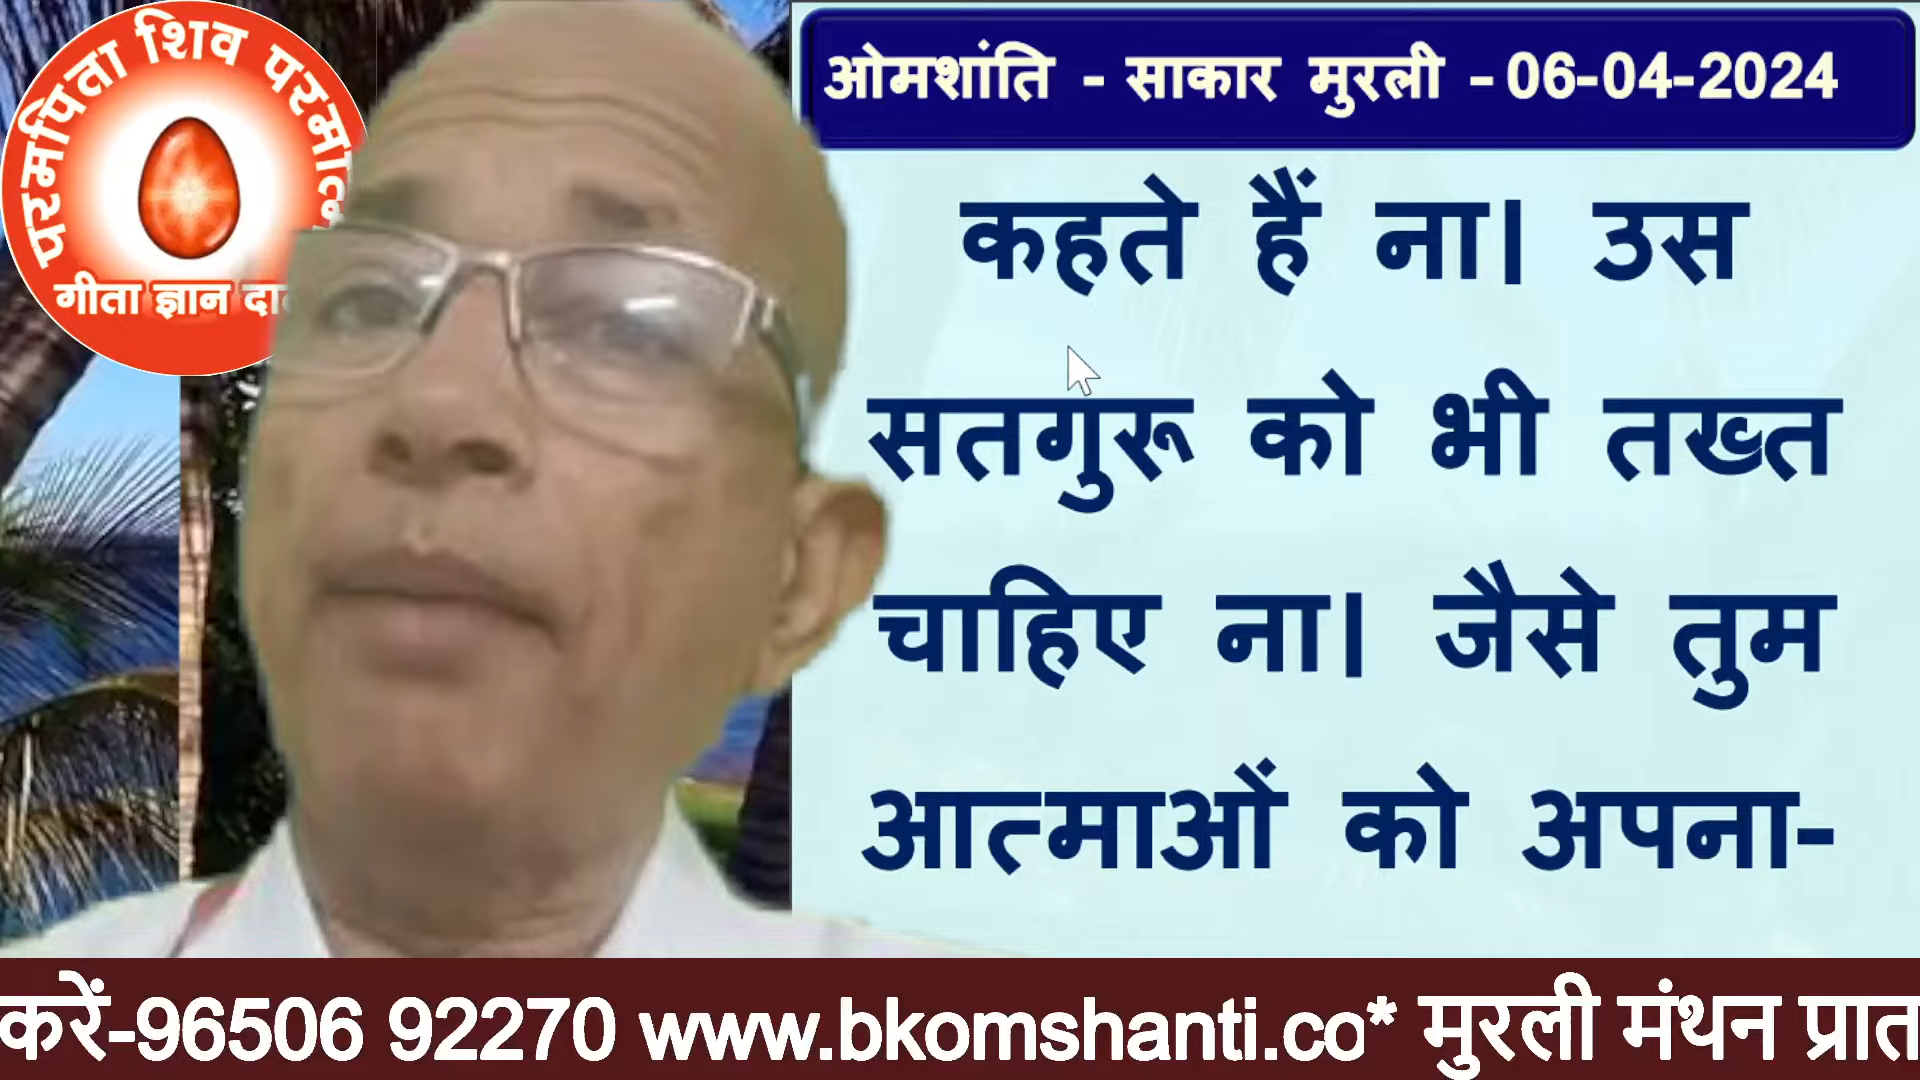 परमपिता शिव
गीता ज्ञान
ओमशांति - साकार मुरली - 06-04-2024
कहते हैं ना। उस
सतगुरू को भी तख्त
चाहिए ना। जैसे तुम
आत्माओं को अपना-
करें-96506 92270 www.bkomshanti.co* मुरली मंथन प्रात